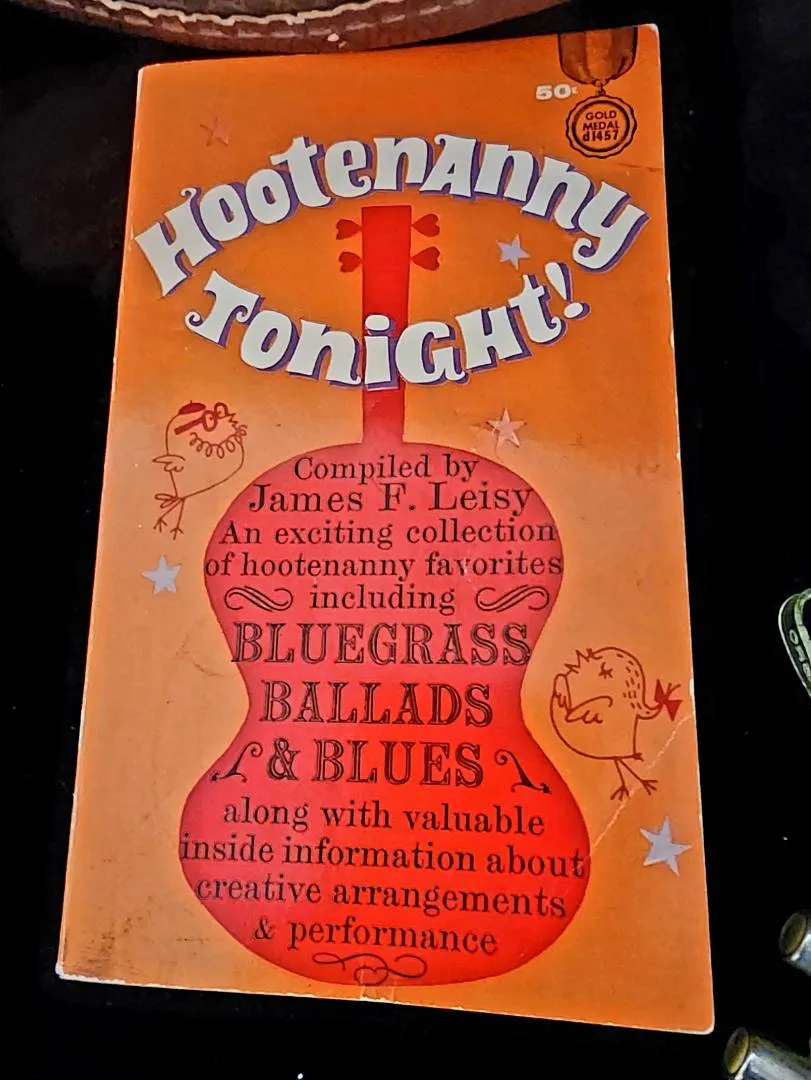 50¢
GOLD
MEDAL
d1457
Hootenanny
Tonight!
Compiled by
James F. Leisy
An exciting collection
of hootenanny favorites
including
BLUEGRASS
BALLADS
& BLUES
along with valuable
inside information about
creative arrangements
& performance